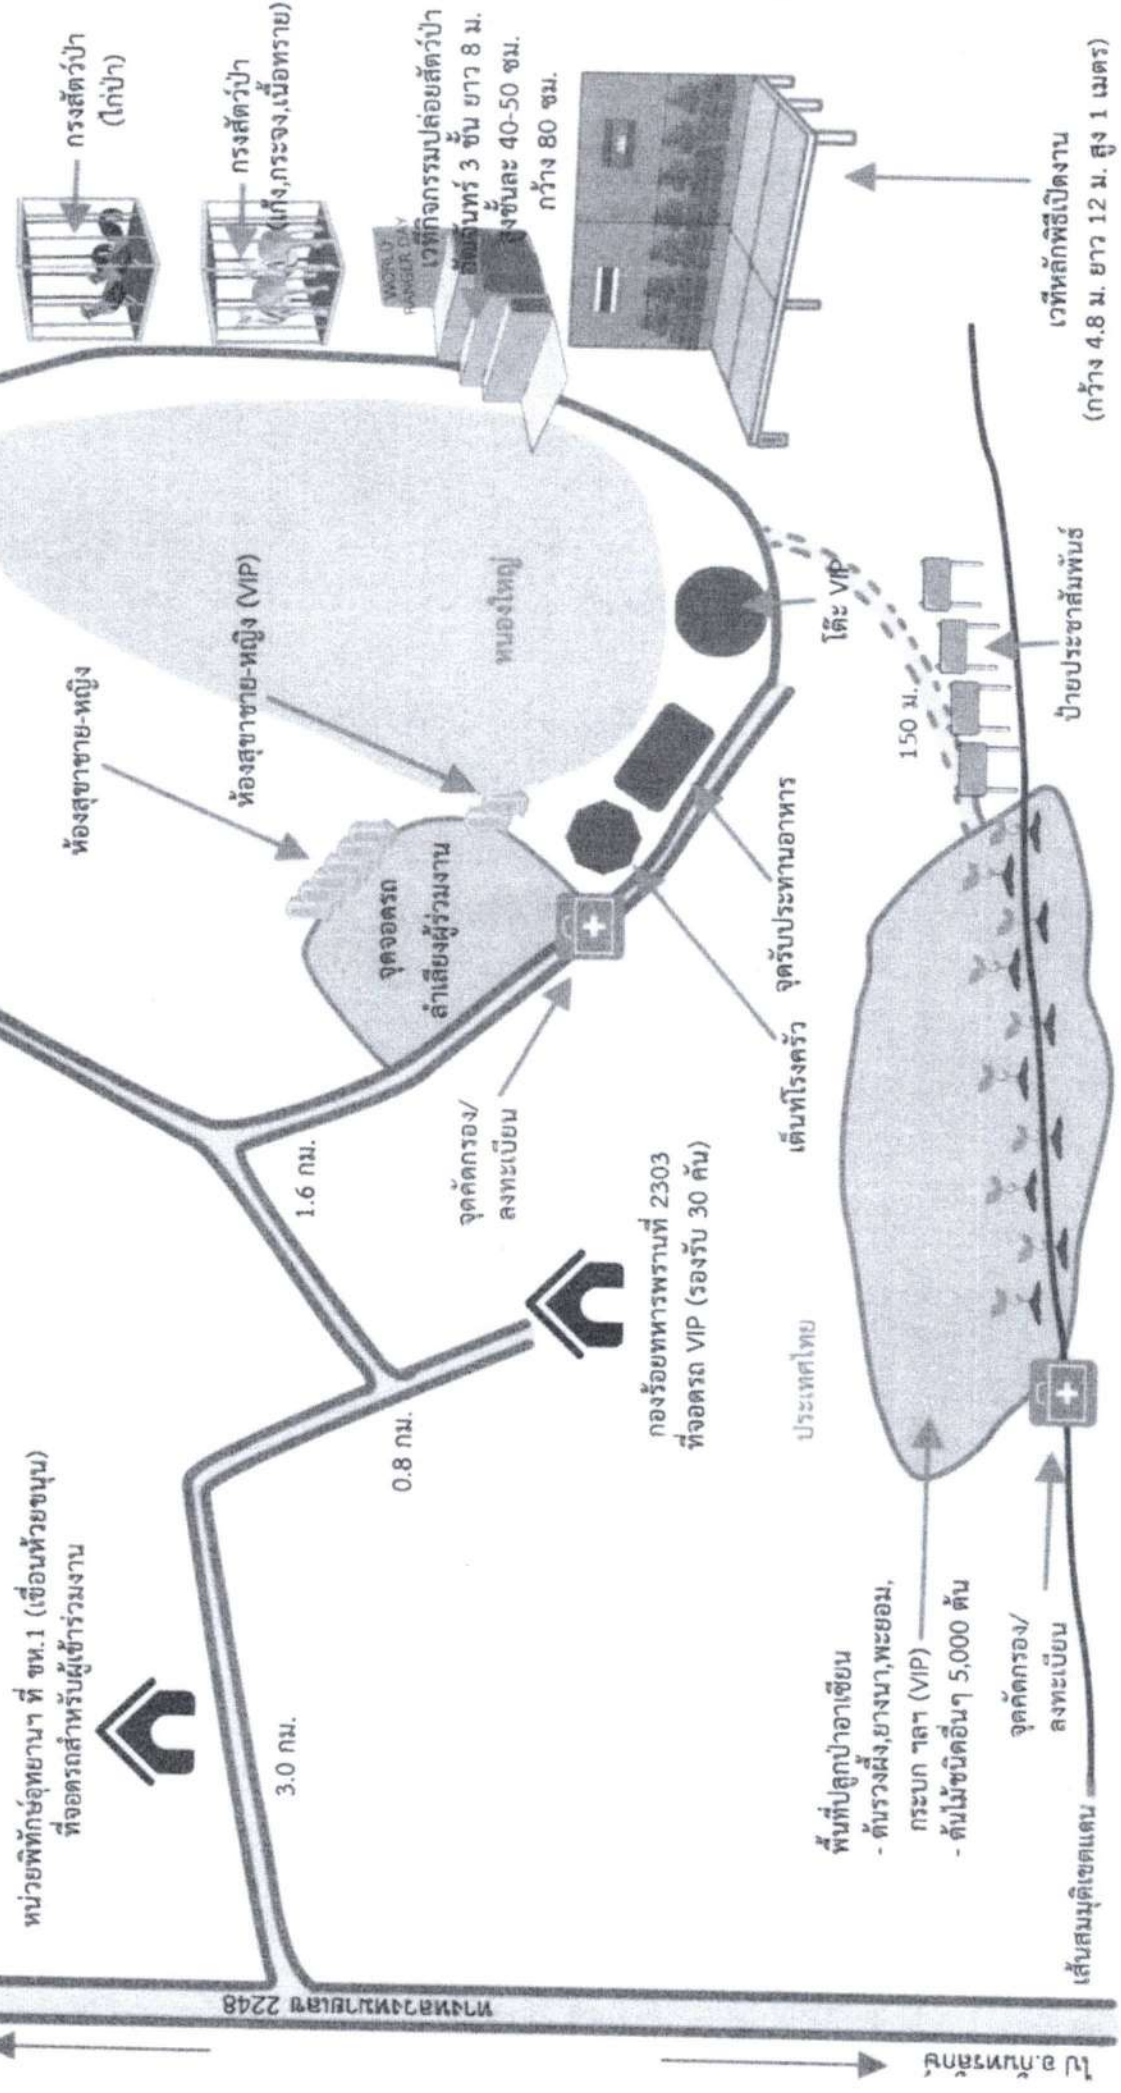 กรงสัตว์ป่า
(ไก่ป่า)
กรงสัตว์ป่า
(เก้ง,กระจง,เนื้อทราย)
WORLD
RANGER DAY
เวทีกิจกรรมปล่อยสัตว์ป่า
อัฒจันทร์ 3 ชั้น ยาว 8 ม.
สูงชั้นละ 40-50 ซม.
กว้าง 80 ซม.
เวทีหลักพิธีเปิดงาน
(กว้าง 4.8 ม. ยาว 12 ม. สูง 1 เมตร)
ห้องสุขาชาย-หญิง
ห้องสุขาชาย-หญิง (VIP)
หนองใหญ่
โต๊ะ VIP
150 ม.
ป้ายประชาสัมพันธ์
จุดจอดรถ
ลำเลียงผู้ร่วมงาน
จุดรับประทานอาหาร
เต็นท์โรงครัว
จุดคัดกรอง/
ลงทะเบียน
1.6 กม.
กองร้อยทหารพรานที่ 2303
ที่จอดรถ VIP (รองรับ 30 คัน)
0.8 กม.
ประเทศไทย
หน่วยพิทักษ์อุทยานฯ ที่ ขห.1 (เขื่อนห้วยขนุน)
ที่จอดรถสำหรับผู้เข้าร่วมงาน
3.0 กม.
พื้นที่ปลูกป่าอาเซียน
- ต้นรวงผึ้ง,ยางนา,พะยอม,
กระบก ฯลฯ (VIP)
- ต้นไม้ชนิดอื่นๆ 5,000 ต้น
จุดคัดกรอง/
ลงทะเบียน
เส้นสมมุติเขตแดน
ทางหลวงหมายเลข 2248
ไป อ.กันทรลักษ์